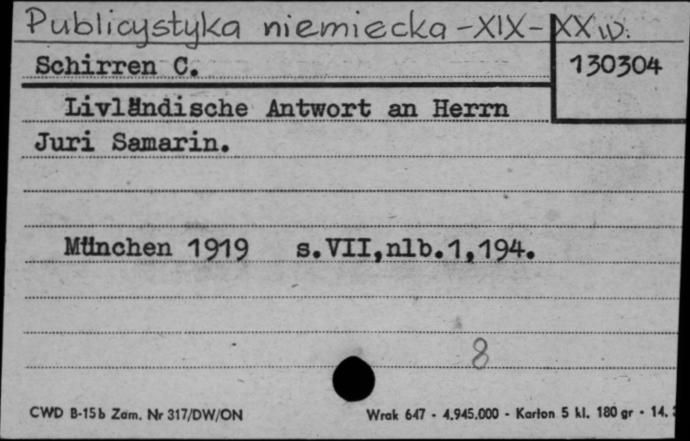 Publicystyka niemiecka -XIX- XX w.
Schirren C.
130304
Livländische Antwort an Herrn
Juri Samarin.
München 1919 s.VII,nlb.1,194.
8
CWD B-15b Zam. Nr 317/DW/ON
Wrak 647 - 4.945.000 - Karton 5 kl. 180 gr - 14.